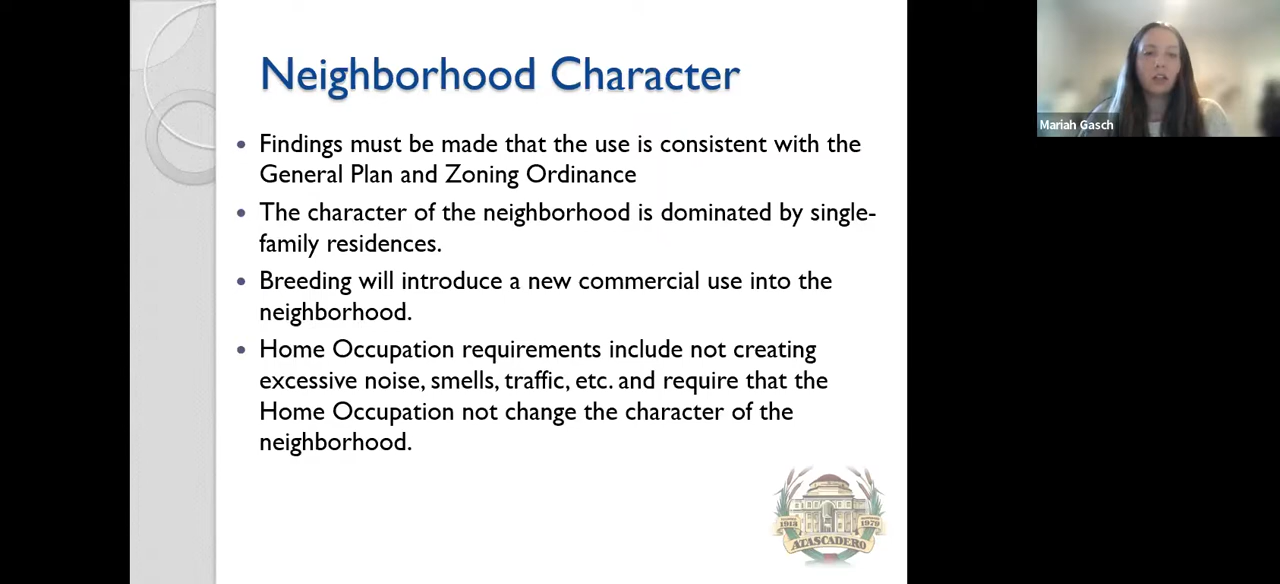 Neighborhood Character
Mariah Gasch
• Findings must be made that the use is consistent with the
General Plan and Zoning Ordinance
• The character of the neighborhood is dominated by single-
family residences.
• Breeding will introduce a new commercial use into the
neighborhood.
• Home Occupation requirements include not creating
excessive noise, smells, traffic, etc. and require that the
Home Occupation not change the character of the
neighborhood.
1913
1979
ATASCADERO